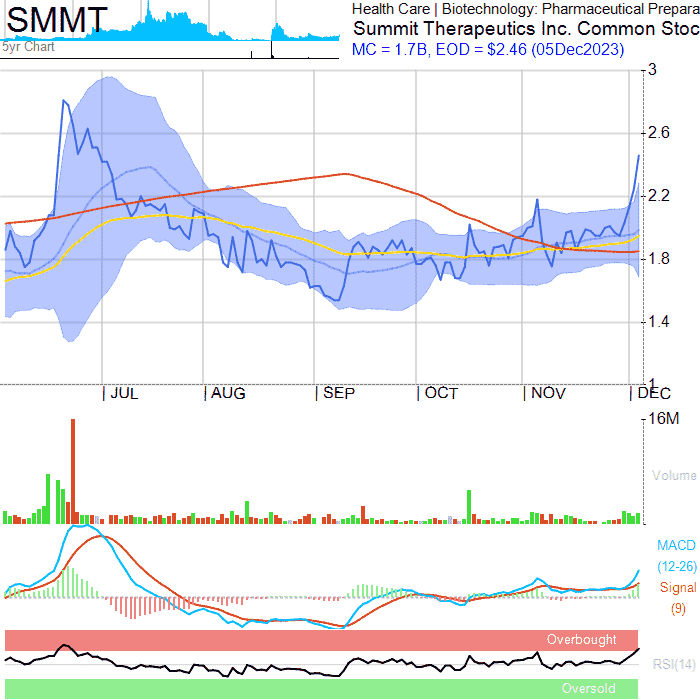 SMMT
5yr Chart
Health Care | Biotechnology: Pharmaceutical Prepara
Summit Therapeutics Inc. Common Stoc
MC = 1.7B, EOD = $2.46 (05Dec2023)
3
2.6
2.2
1.8
1.4
1
JUL
AUG
SEP
OCT
NOV
DEC
16M
Volume
MACD
(12-26)
Signal
(9)
Overbought
RSI(14)
Oversold